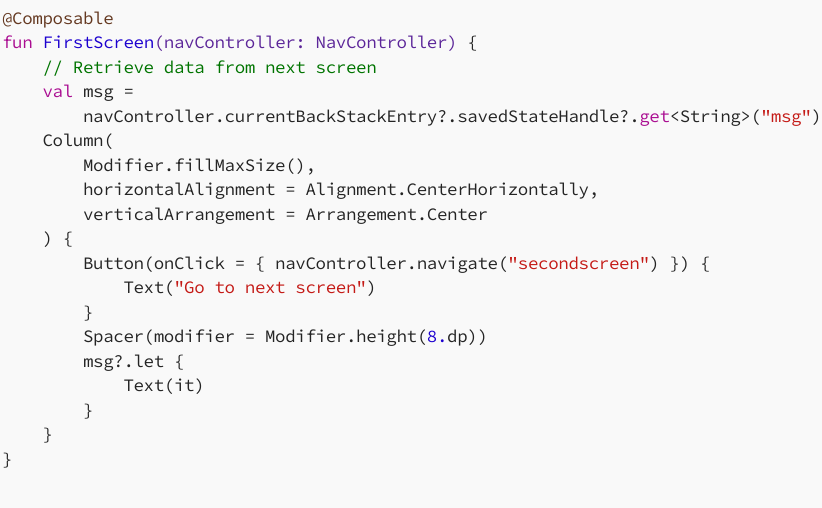 @Composable
fun FirstScreen(navController: NavController) {
    // Retrieve data from next screen
    val msg =
        navController.currentBackStackEntry?.savedStateHandle?.get<String>("msg")
    Column(
        Modifier.fillMaxSize(),
        horizontalAlignment = Alignment.CenterHorizontally,
        verticalArrangement = Arrangement.Center
    ) {
        Button(onClick = { navController.navigate("secondscreen") }) {
            Text("Go to next screen")
        }
        Spacer(modifier = Modifier.height(8.dp))
        msg?.let {
            Text(it)
        }
    }
}